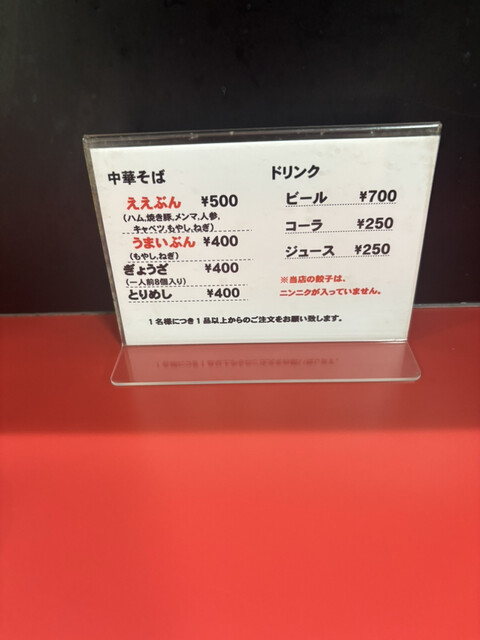 中華そば
ええぶん ¥500
(ハム,焼き豚,メンマ,人参,
キャベツ,もやし,ねぎ)
うまいぶん ¥400
(もやし,ねぎ)
ぎょうざ ¥400
(一人前8個入り)
とりめし ¥400
ドリンク
ビール ¥700
コーラ ¥250
ジュース ¥250
※当店の餃子は、
ニンニクが入っていません。
1名様につき1品以上からのご注文をお願い致します。